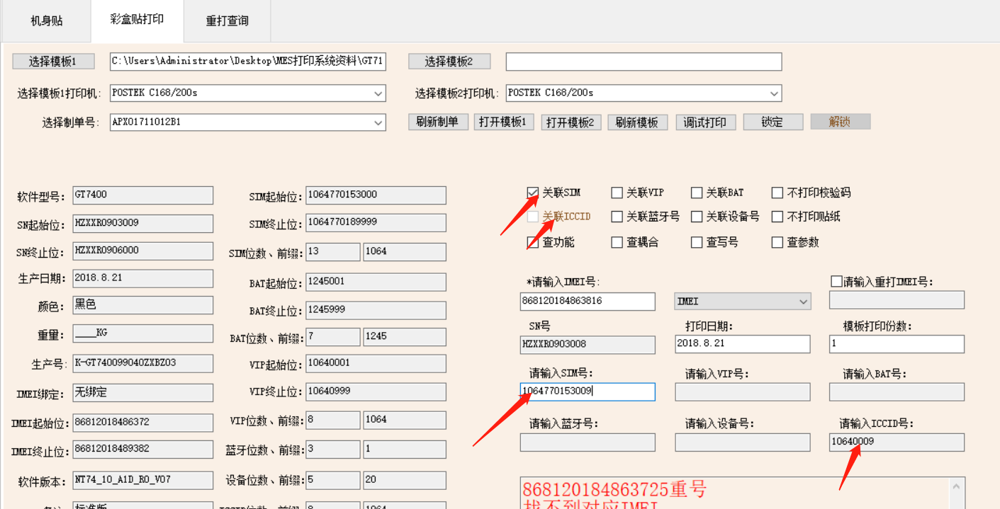 机身贴 彩盒贴打印 重打查询
选择模板1 C:\Users\Administrator\Desktop\MES打印系统资料\GT71 选择模板2
选择模板1打印机: POSTEK C168/200s 选择模板2打印机: POSTEK C168/200s
选择制单号: APX01711012B1 刷新制单 打开模板1 打开模板2 刷新模板 调试打印 锁定 解锁
软件型号: GT7400
SN起始位: HZXXR0903009
SN终止位: HZXXR0906000
生产日期: 2018.8.21
颜色: 黑色
重量: ____KG
生产号: K-GT740099040ZXBZ03
IMEI绑定: 无绑定
IMEI起始位: 86812018486372
IMEI终止位: 86812018489382
软件版本: NT74_10_A1D_R0_V07
标准版
SIM起始位: 1064770153000
SIM终止位: 1064770189999
SIM位数、前缀: 13 1064
BAT起始位: 1245001
BAT终止位: 1245999
BAT位数、前缀: 7 1245
VIP起始位: 10640001
VIP终止位: 10640999
VIP位数、前缀: 8 1064
蓝牙位数、前缀: 3 1
设备位数、前缀: 5 20
ICCID位数、前缀: 8 1064
关联SIM 关联VIP 关联BAT 不打印校验码
关联ICCID 关联蓝牙号 关联设备号 不打印贴纸
查功能 查耦合 查写号 查参数
*请输入IMEI号: 请输入重打IMEI号:
868120184863816 IMEI
SN号 打印日期: 模板打印份数:
HZXXR0903008 2018.8.21 1
请输入SIM号: 请输入VIP号: 请输入BAT号:
1064770153009
请输入蓝牙号: 请输入设备号: 请输入ICCID号:
10640009
868120184863725重号
找不到对应IMEI